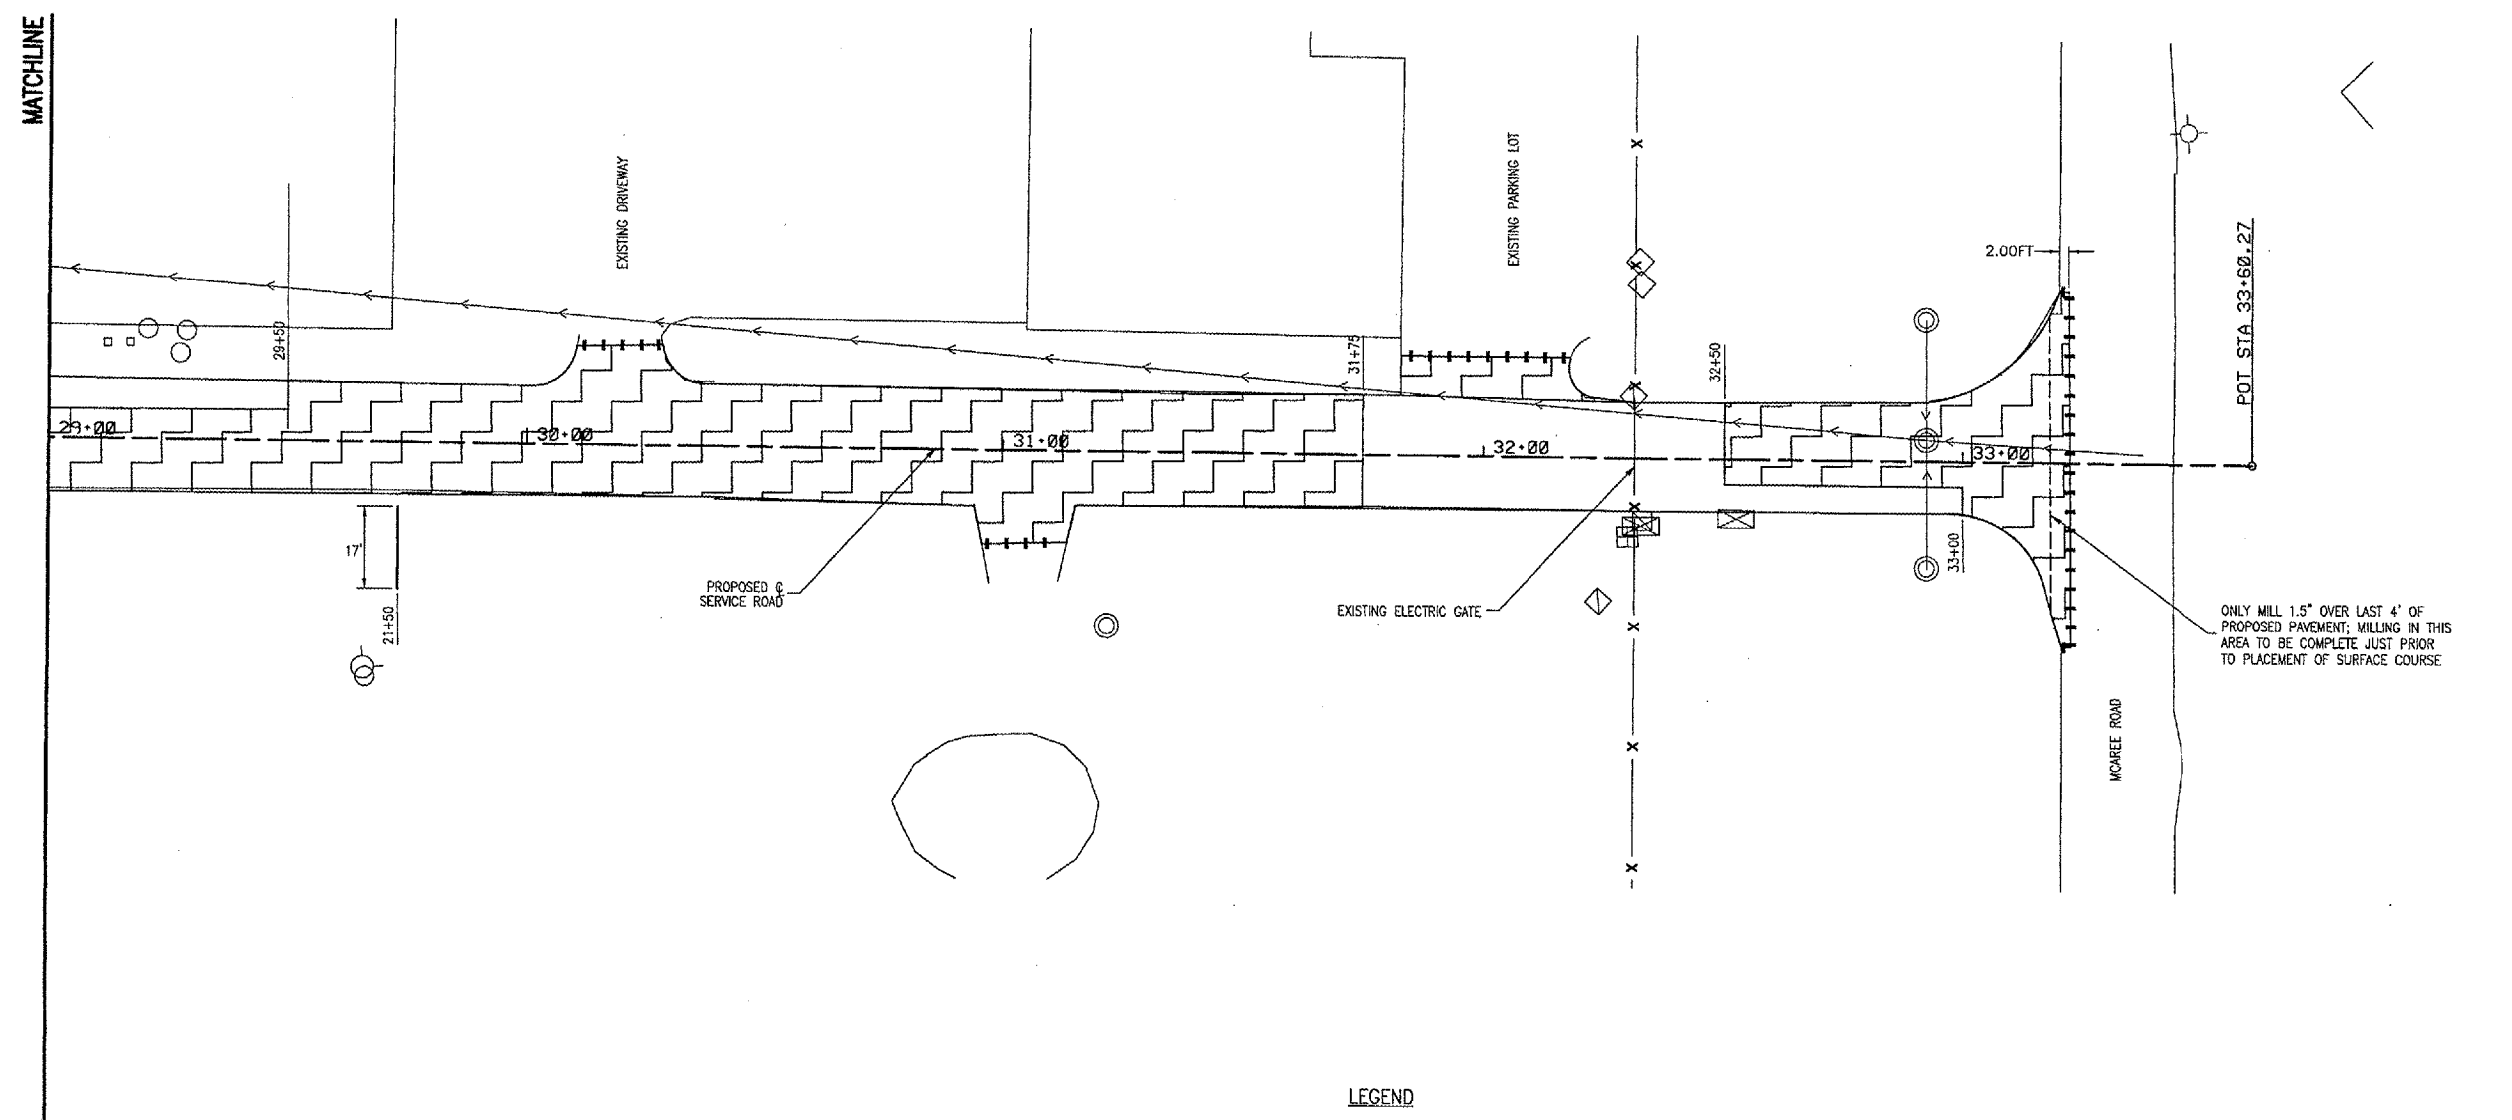 MATCHLINE
EXISTING DRIVEWAY
EXISTING PARKING LOT
2.00FT
POT STA 33+60.27
29+50
31+75
32+50
29+00
30+00
31+00
32+00
33+00
17'
21+50
PROPOSED ℄
SERVICE ROAD
EXISTING ELECTRIC GATE
33+00
ONLY MILL 1.5" OVER LAST 4' OF
PROPOSED PAVEMENT; MILLING IN THIS
AREA TO BE COMPLETE JUST PRIOR
TO PLACEMENT OF SURFACE COURSE
MCAREE ROAD
LEGEND